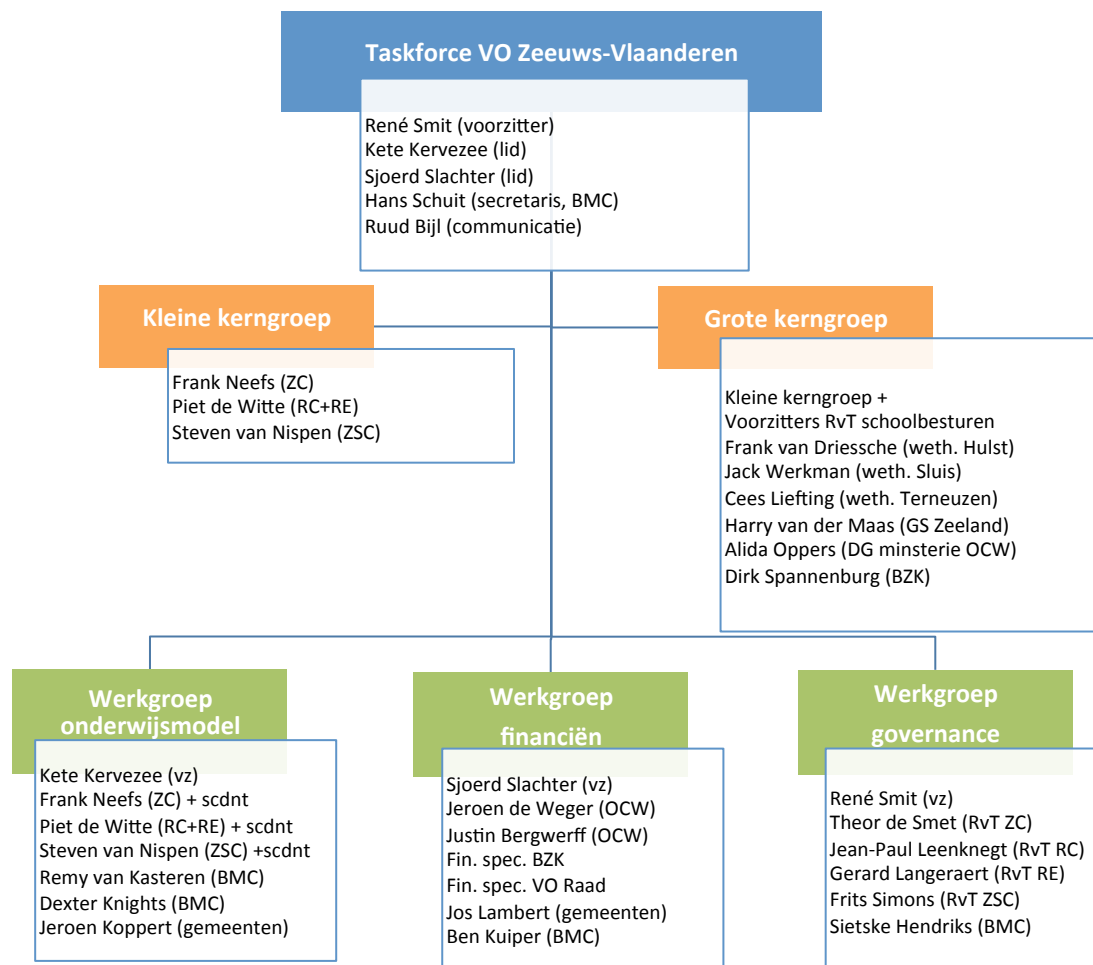 Taskforce VO Zeeuws-Vlaanderen
René Smit (voorzitter)
Kete Kervezee (lid)
Sjoerd Slachter (lid)
Hans Schuit (secretaris, BMC)
Ruud Bijl (communicatie)
Kleine kerngroep
Frank Neefs (ZC)
Piet de Witte (RC+RE)
Steven van Nispen (ZSC)
Grote kerngroep
Kleine kerngroep +
Voorzitters RvT schoolbesturen
Frank van Driessche (weth. Hulst)
Jack Werkman (weth. Sluis)
Cees Liefting (weth. Terneuzen)
Harry van der Maas (GS Zeeland)
Alida Oppers (DG minsterie OCW)
Dirk Spannenburg (BZK)
Werkgroep
onderwijsmodel
Kete Kervezee (vz)
Frank Neefs (ZC) + scdnt
Piet de Witte (RC+RE) + scdnt
Steven van Nispen (ZSC) +scdnt
Remy van Kasteren (BMC)
Dexter Knights (BMC)
Jeroen Koppert (gemeenten)
Werkgroep
financiën
Sjoerd Slachter (vz)
Jeroen de Weger (OCW)
Justin Bergwerff (OCW)
Fin. spec. BZK
Fin. spec. VO Raad
Jos Lambert (gemeenten)
Ben Kuiper (BMC)
Werkgroep
governance
René Smit (vz)
Theor de Smet (RvT ZC)
Jean-Paul Leenknegt (RvT RC)
Gerard Langeraert (RvT RE)
Frits Simons (RvT ZSC)
Sietske Hendriks (BMC)